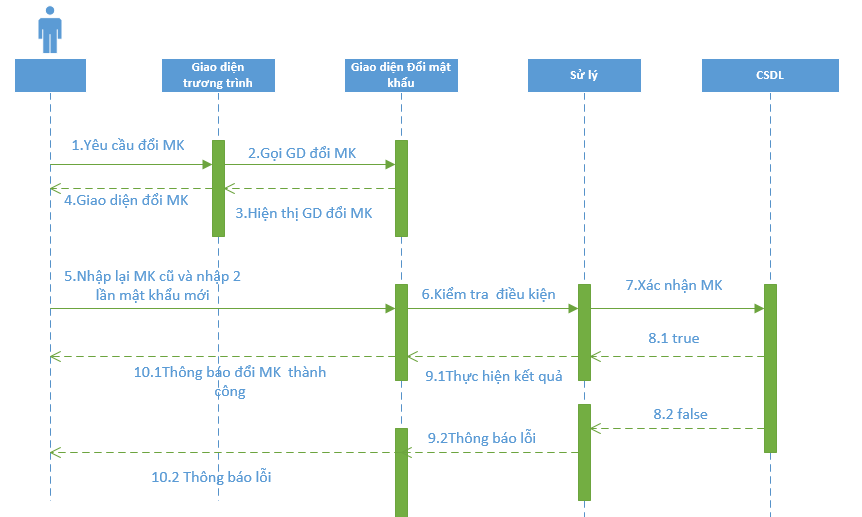 Giao diện
trương trình
Giao diện Đổi mật
khẩu
Sử lý
CSDL
1.Yêu cầu đổi MK
2.Gọi GD đổi MK
4.Giao diện đổi MK
3.Hiện thị GD đổi MK
5.Nhập lại MK cũ và nhập 2
lần mật khẩu mới
6.Kiểm tra điều kiện
7.Xác nhận MK
8.1 true
10.1Thông báo đổi MK thành
công
9.1Thực hiện kết quả
8.2 false
9.2Thông báo lỗi
10.2 Thông báo lỗi